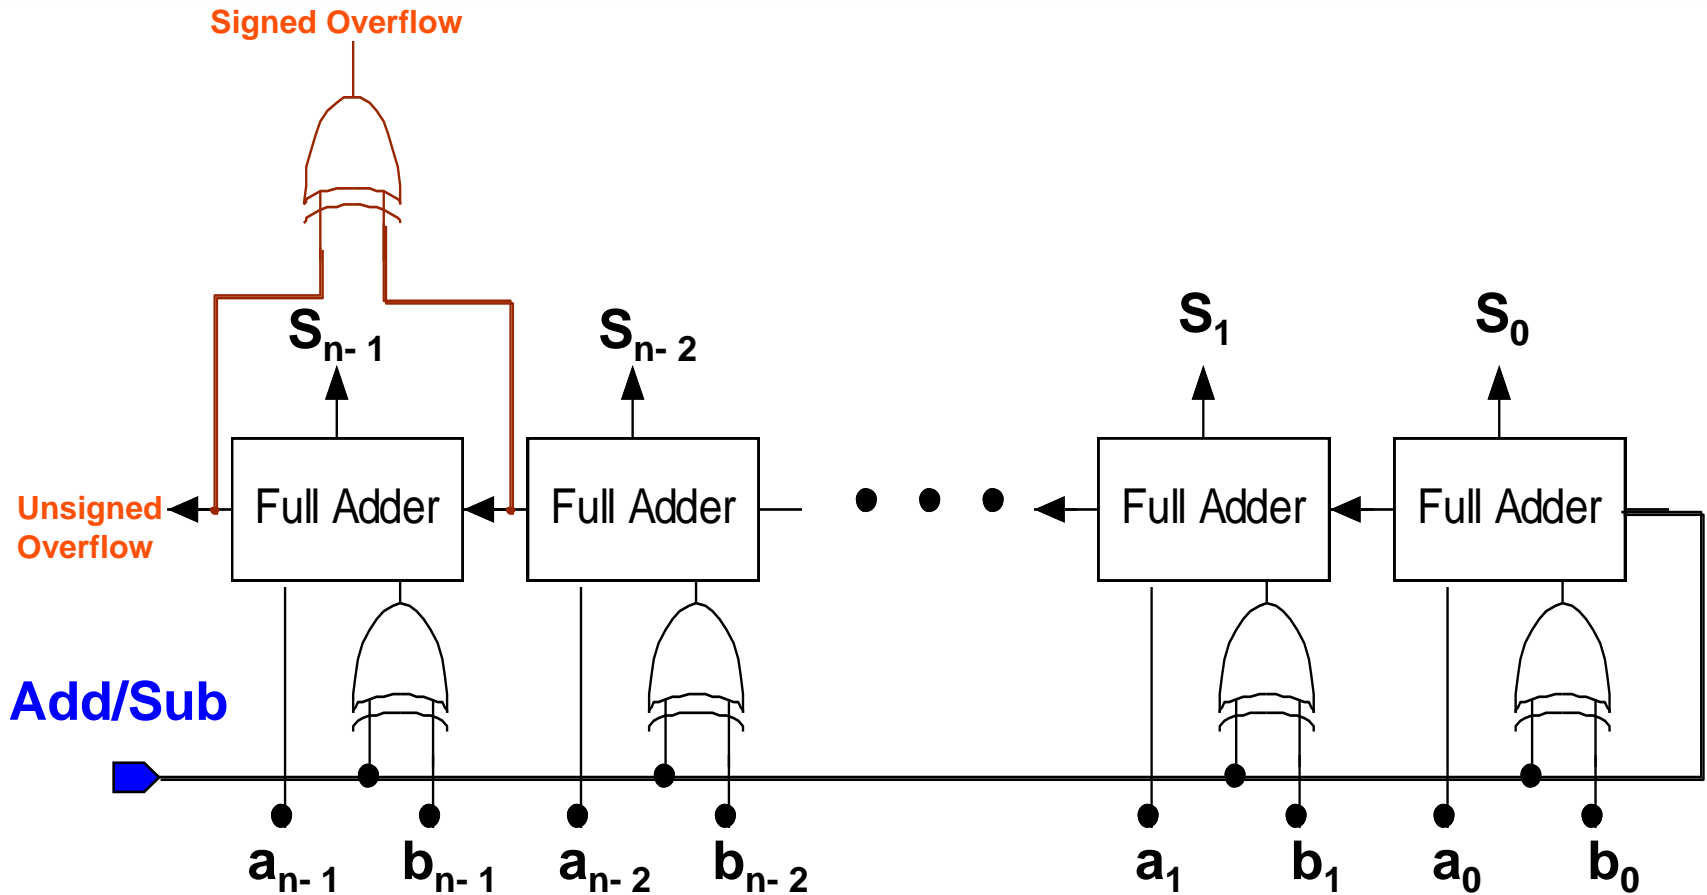 Signed Overflow
S₁
S₀
Sₙ₋ ₁
Sₙ₋ ₂
Unsigned
Overflow
Full Adder
Full Adder
Full Adder
Full Adder
Add/Sub
aₙ₋ ₁
bₙ₋ ₁
aₙ₋ ₂
bₙ₋ ₂
a₁
b₁
a₀
b₀